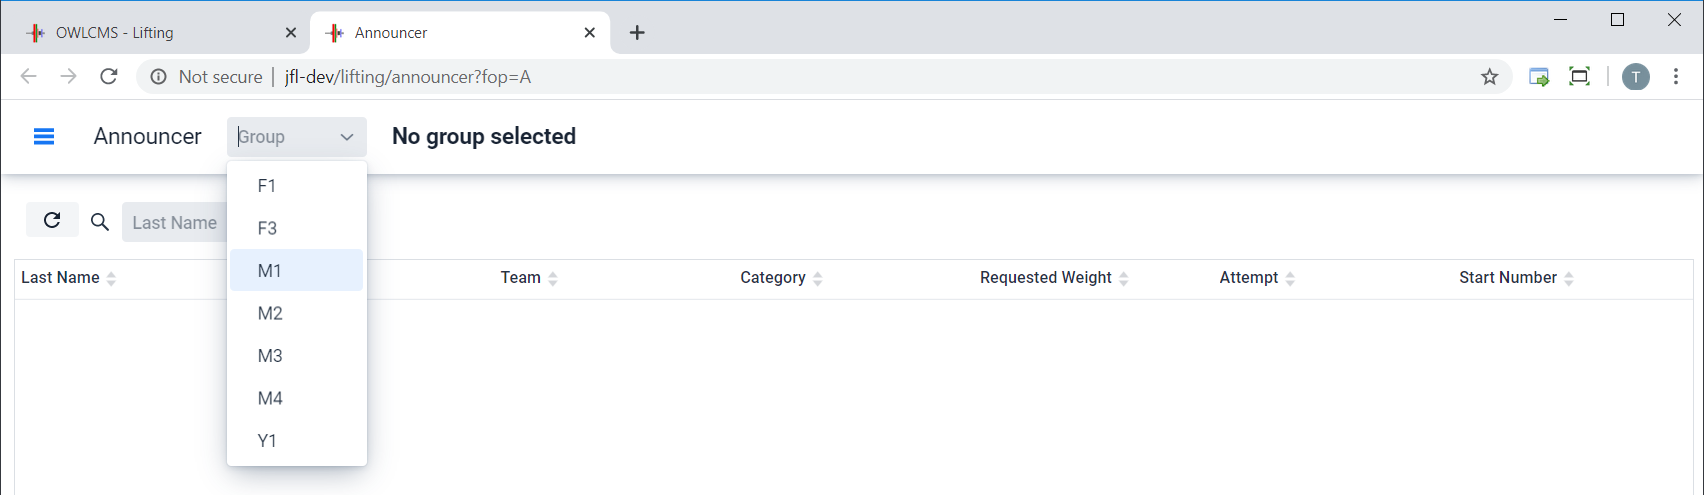 OWLCMS - Lifting
Announcer
Not secure | jfl-dev/lifting/announcer?fop=A
T
Announcer
Group
No group selected
F1
F3
M1
M2
M3
M4
Y1
Last Name
Last Name
Team
Category
Requested Weight
Attempt
Start Number